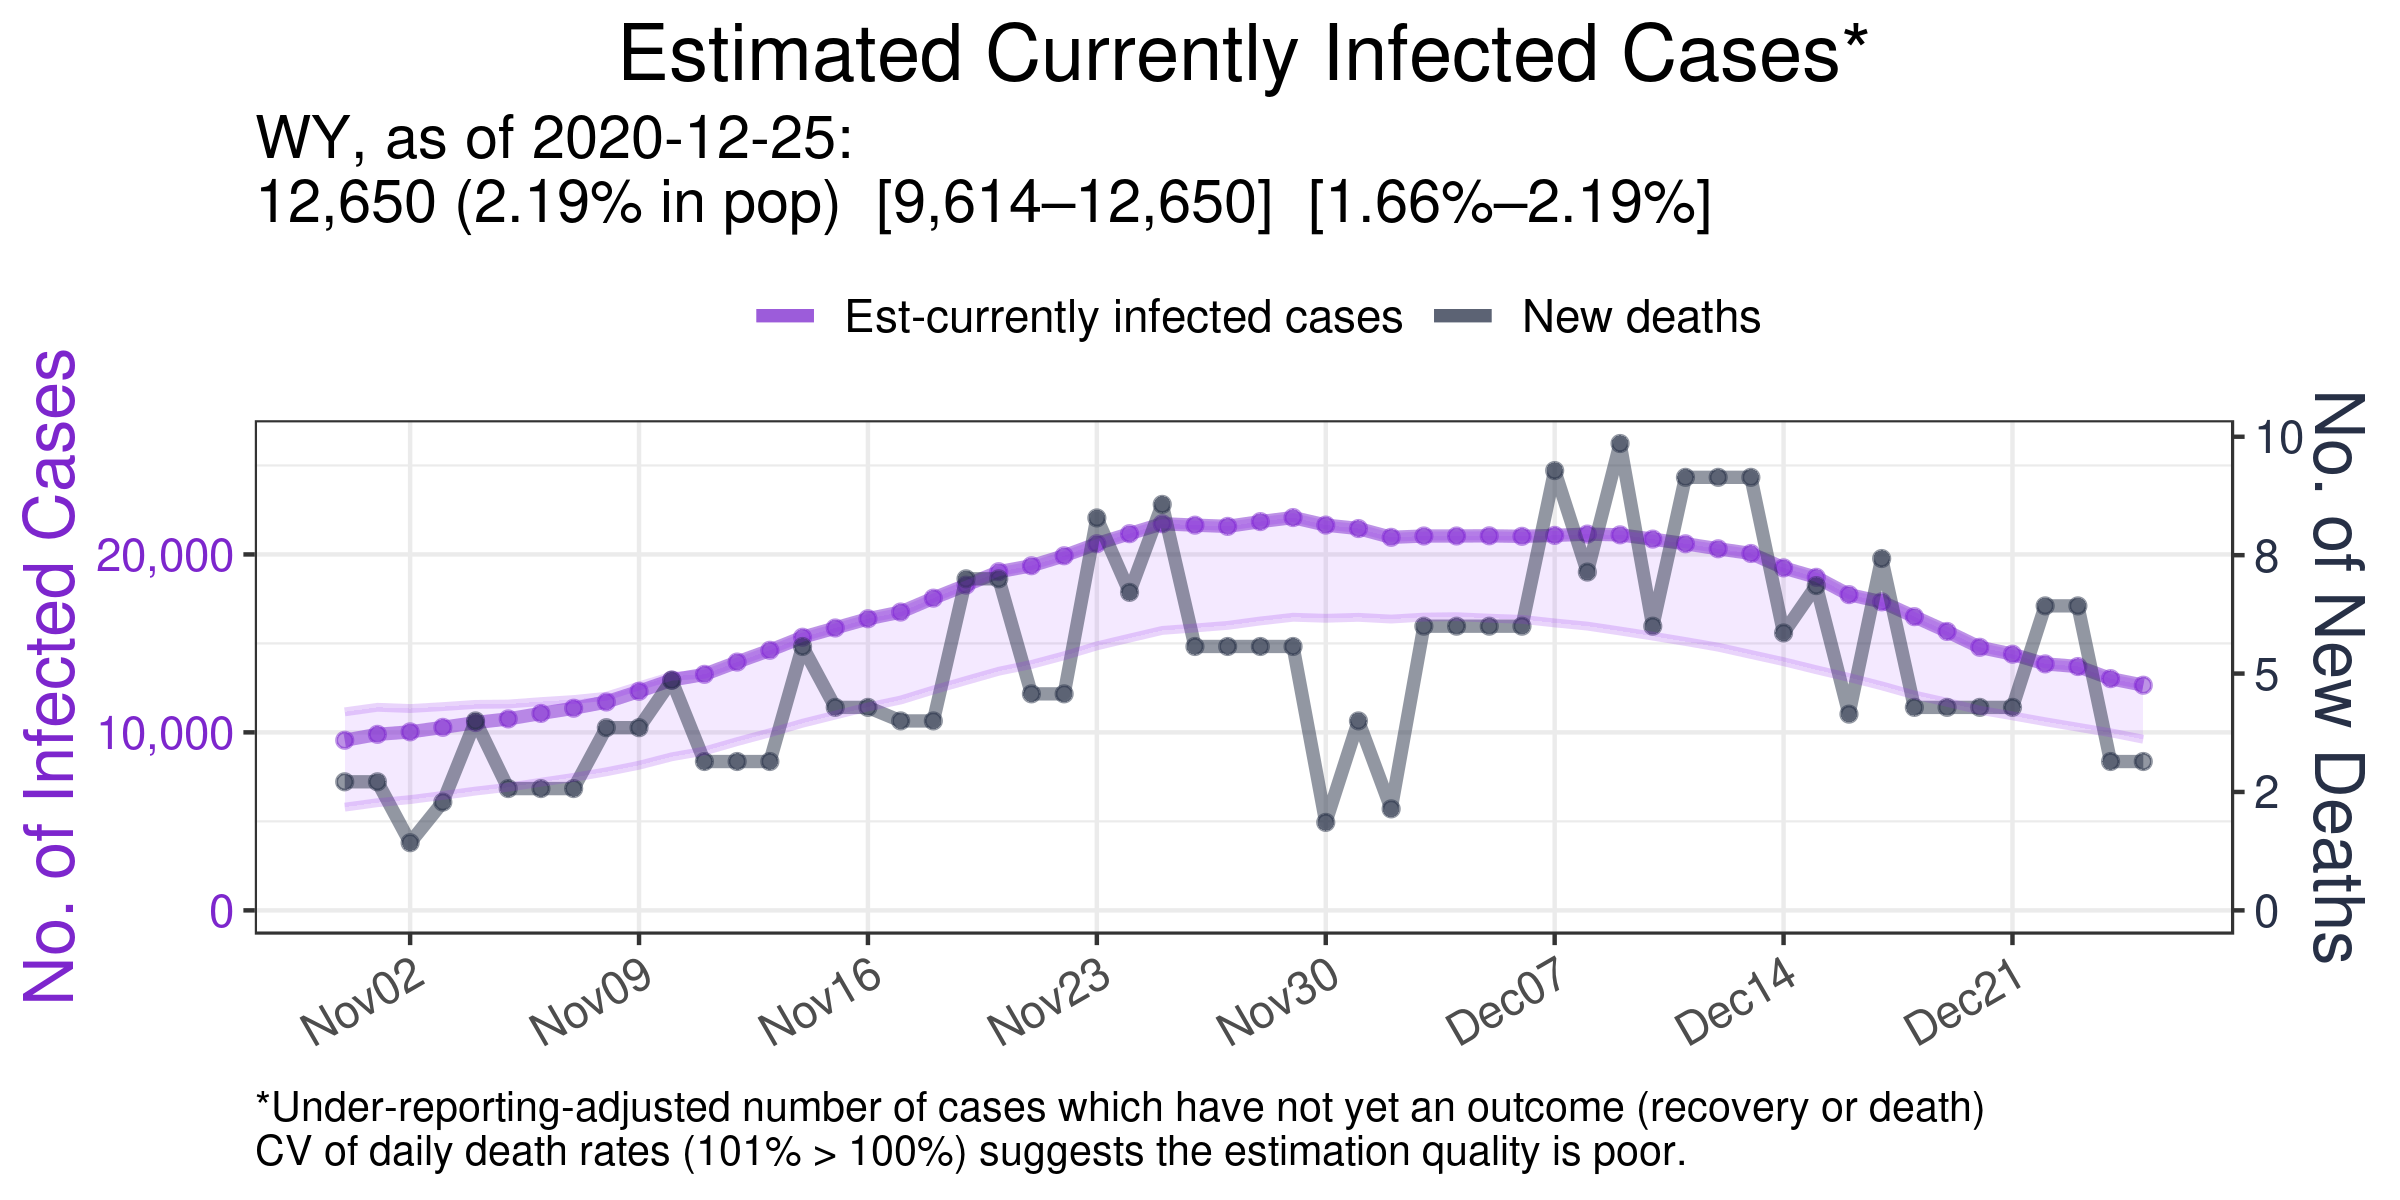 Estimated Currently Infected Cases*
WY, as of 2020-12-25:
12,650 (2.19% in pop)  [9,614–12,650]  [1.66%–2.19%]
Est-currently infected cases
New deaths
No. of Infected Cases
20,000
10,000
0
10
8
5
2
0
No. of New Deaths
Nov02
Nov09
Nov16
Nov23
Nov30
Dec07
Dec14
Dec21
*Under-reporting-adjusted number of cases which have not yet an outcome (recovery or death)
CV of daily death rates (101% > 100%) suggests the estimation quality is poor.